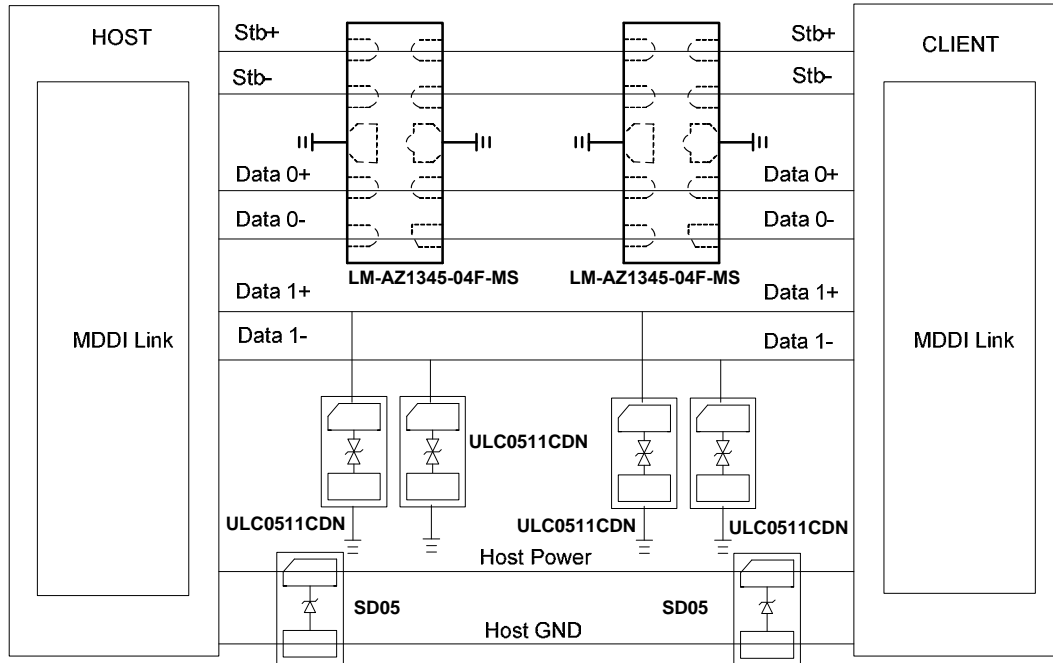 HOST
CLIENT
Stb+
Stb+
Stb-
Stb-
Data 0+
Data 0+
Data 0-
Data 0-
LM-AZ1345-04F-MS
LM-AZ1345-04F-MS
Data 1+
Data 1+
MDDI Link
Data 1-
Data 1-
MDDI Link
ULC0511CDN
ULC0511CDN
ULC0511CDN
ULC0511CDN
Host Power
SD05
SD05
Host GND